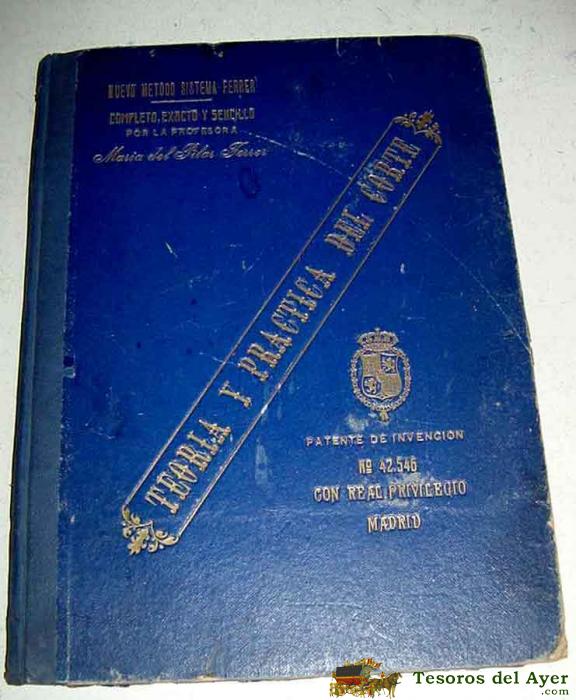 NUEVO METODO SISTEMA FERRER
COMPLETO, EXACTO Y SENCILLO
POR LA PROFESORA
Maria del Pilar Ferrer
TEORIA Y PRACTICA DEL CORTE
PATENTE DE INVENCION
Nº 42.546
CON REAL PRIVILEGIO
MADRID
Tesoros del Ayer
.com